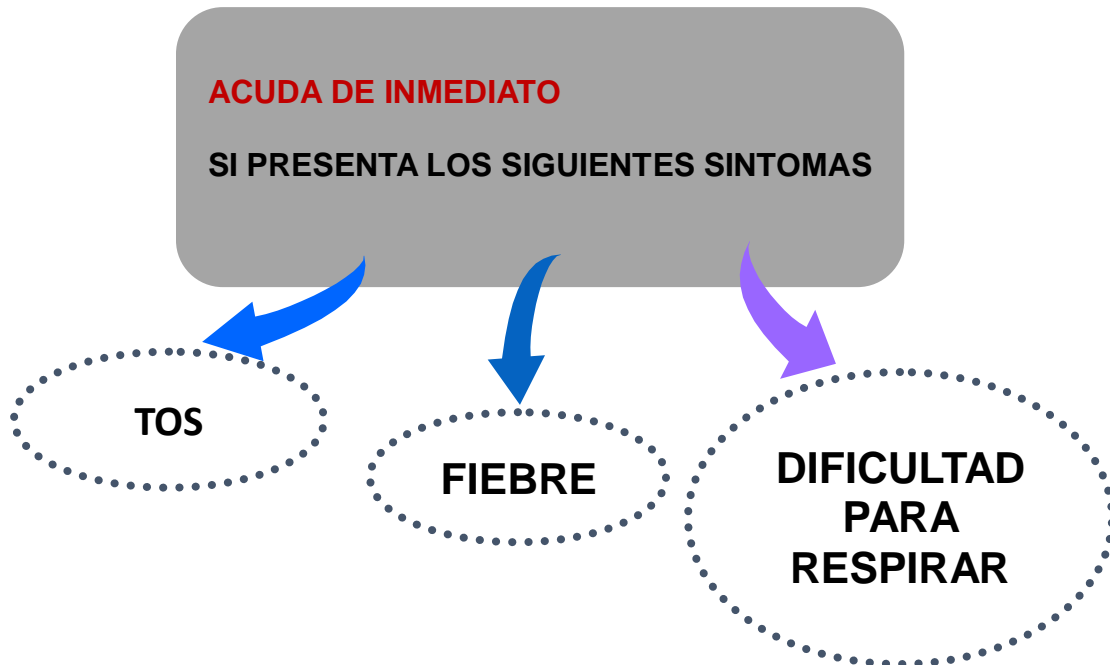 ACUDA DE INMEDIATO
SI PRESENTA LOS SIGUIENTES SINTOMAS
TOS
FIEBRE
DIFICULTAD
PARA
RESPIRAR